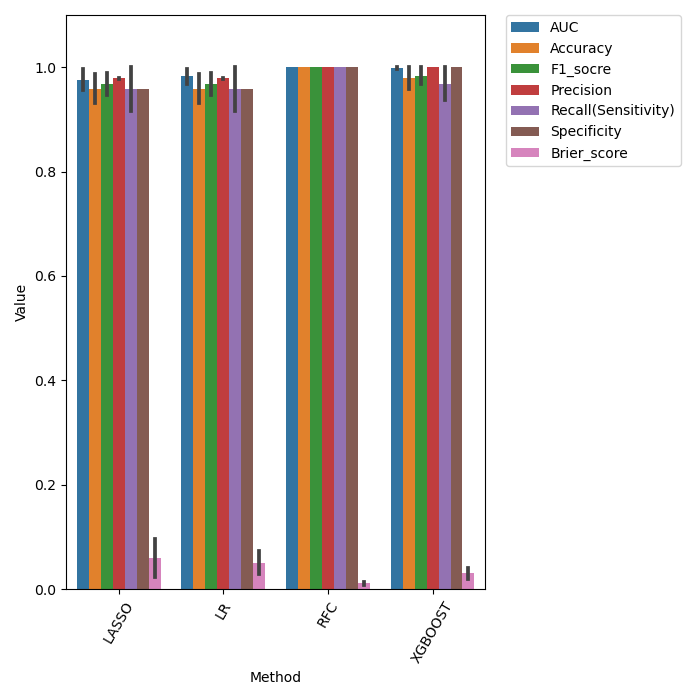 AUC
Accuracy
F1_socre
Precision
Recall(Sensitivity)
Specificity
Brier_score
1.0
0.8
0.6
0.4
0.2
0.0
Value
LASSO
LR
RFC
XGBOOST
Method